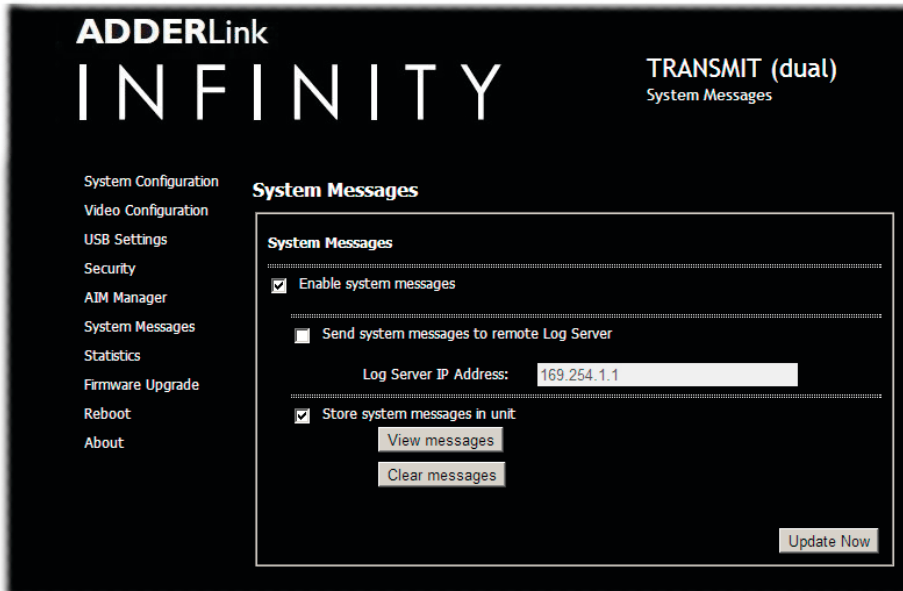 ADDERLink
INFINITY
TRANSMIT (dual)
System Messages
System Configuration
Video Configuration
USB Settings
Security
AIM Manager
System Messages
Statistics
Firmware Upgrade
Reboot
About
System Messages
System Messages
Enable system messages
Send system messages to remote Log Server
Log Server IP Address: 169.254.1.1
Store system messages in unit
View messages
Clear messages
Update Now